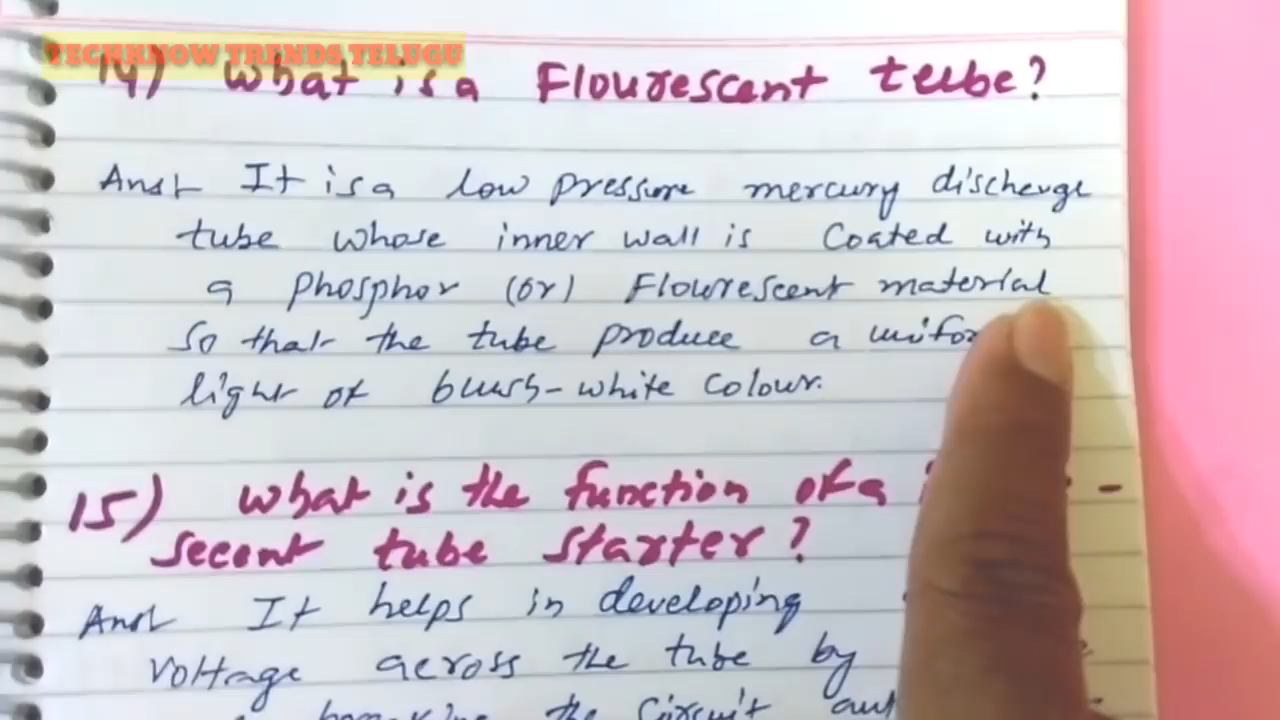 TECHKNOW TRENDS TELUGU
14) What is a Flourescent tube?
Ans: It is a low pressure mercury discharge
tube whose inner wall is Coated with
a Phosphor (or) Flourescent material
So that the tube produce a
light of blush-white Colour.
15) What is the function of a
Secent tube Starter?
Ans: It helps in developing
Voltage across the tube by
the Circuit